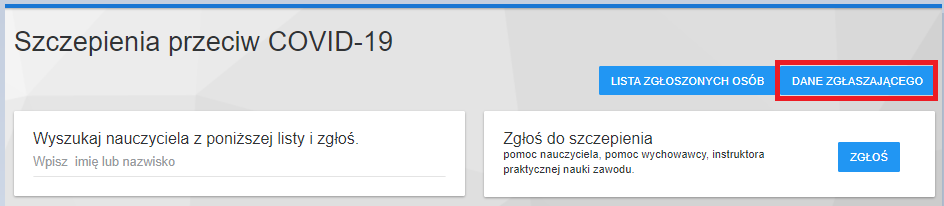 Szczepienia przeciw COVID-19
LISTA ZGŁOSZONYCH OSÓB
DANE ZGŁASZAJĄCEGO
Wyszukaj nauczyciela z poniższej listy i zgłoś.
Wpisz imię lub nazwisko
Zgłoś do szczepienia
pomoc nauczyciela, pomoc wychowawcy, instruktora
praktycznej nauki zawodu.
ZGŁOŚ